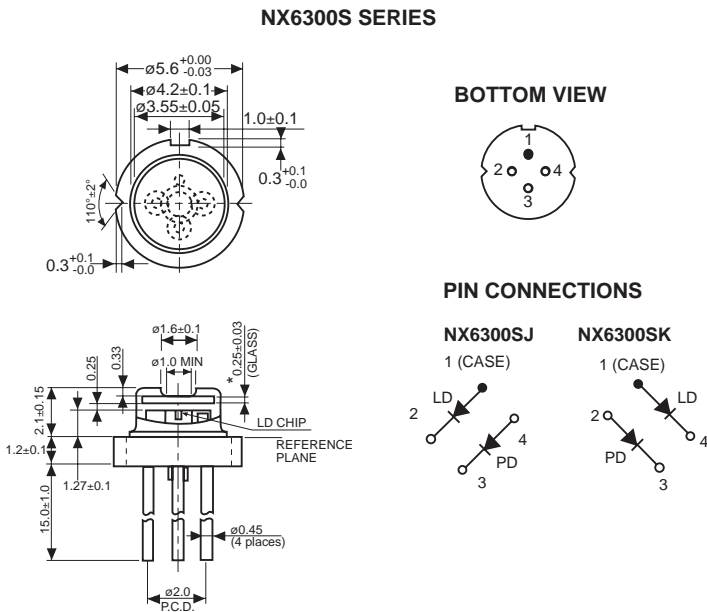 NX6300S SERIES
ø5.6 +0.00 -0.03
ø4.2±0.1
ø3.55±0.05
1.0±0.1
0.3 +0.1 -0.0
110°±2°
0.3 +0.1 -0.0
BOTTOM VIEW
1
2
4
3
ø1.6±0.1
ø1.0 MIN
0.25
0.33
* 0.25±0.03
(GLASS)
2.1±0.15
LD CHIP
REFERENCE
PLANE
1.2±0.1
1.27±0.1
15.0±1.0
ø0.45
(4 places)
ø2.0
P.C.D.
PIN CONNECTIONS
NX6300SJ
1 (CASE)
LD
2
4
PD
3
NX6300SK
1 (CASE)
LD
2
4
PD
3